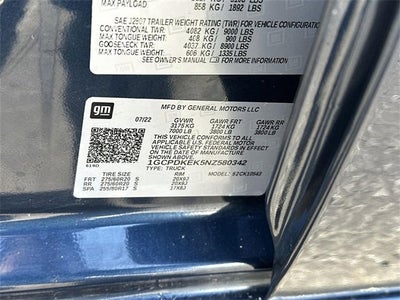 MAX PAYLOAD
858 KG 1892 LBS
SAE J2807 TRAILER WEIGHT RATING (TWR) FOR VEHICLE CONFIGURATION
CONVENTIONAL TWR: 4082 KG 9000 LBS
MAX TONGUE WEIGHT: 408 KG 900 LBS
GOOSENECK TWR: 4037 KG 8900 LBS
MAX TONGUE WEIGHT: 606 KG 1335 LBS
SEE OWNER'S MANUAL
gm
MFD BY GENERAL MOTORS LLC
07/22 GVWR GAWR FRT GAWR RR
3175 KG 1724 KG 1724 KG
7000 LB 3800 LB 3800 LB
THIS VEHICLE CONFORMS TO ALL APPLICABLE
U.S. FEDERAL MOTOR VEHICLE SAFETY
STANDARDS IN EFFECT ON THE DATE OF
MANUFACTURE SHOWN ABOVE.
1GCPDKEK5NZ580342
TYPE: TRUCK
TIRE SIZE SPEED RTG RIM
FRT 275/60R20 S 20X9J
RR 275/60R20 S 20X9J
SPA 255/80R17 S 17X8J